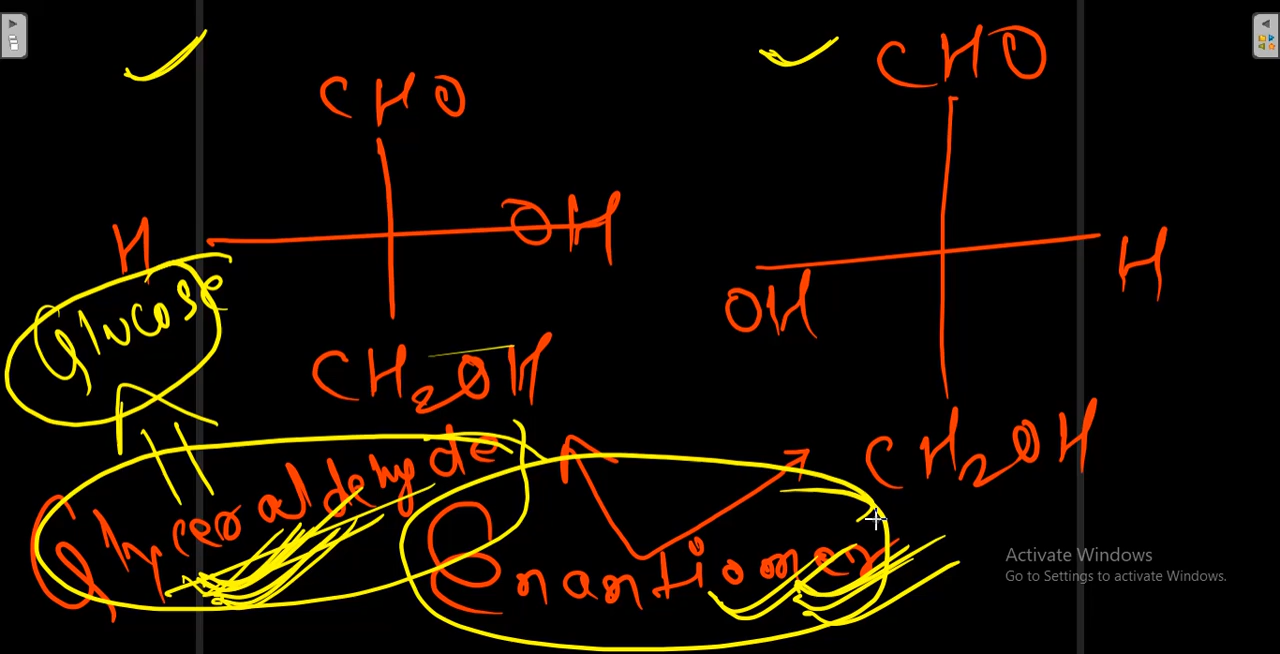 CHO
CHO
H
OH
OH
H
Glucose
CH2OH
CH2OH
Glyceraldehyde
Enantiomer
Activate Windows
Go to Settings to activate Windows.